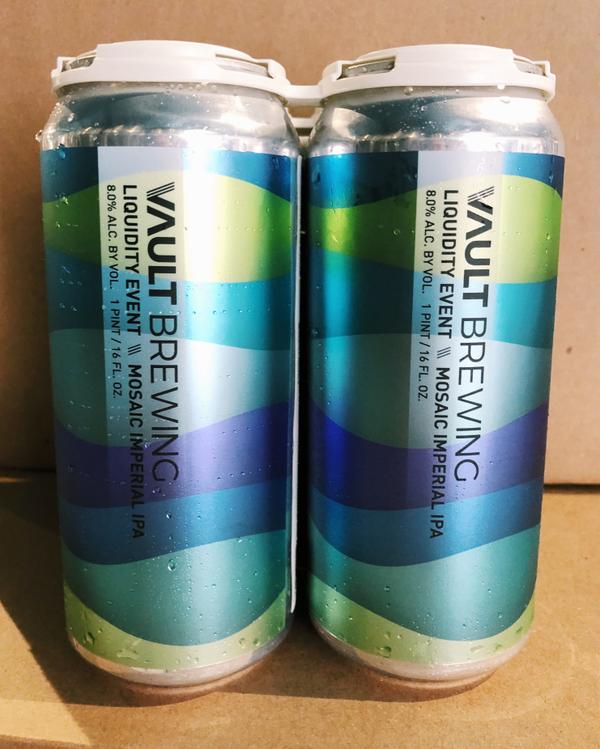 VAULT BREWING
LIQUIDITY EVENT \\\ MOSAIC IMPERIAL IPA
8.0% ALC. BY VOL. 1 PINT / 16 FL. OZ.
VAULT BREWING
LIQUIDITY EVENT \\\ MOSAIC IMPERIAL IPA
8.0% ALC. BY VOL. 1 PINT / 16 FL. OZ.